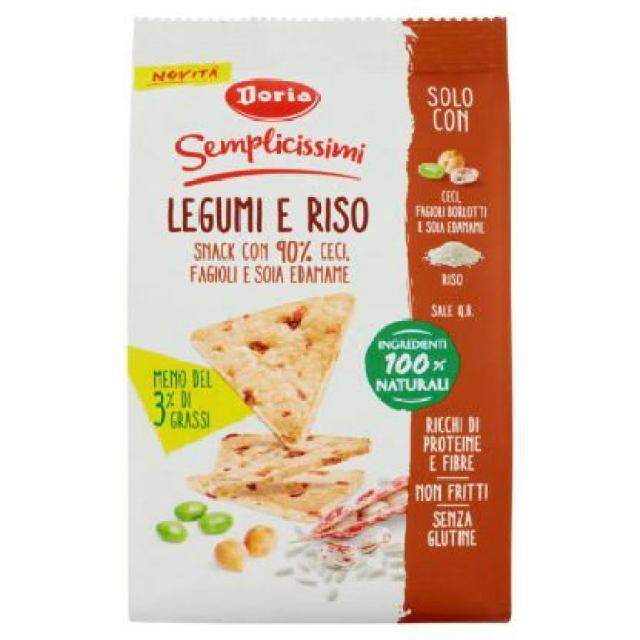 NOVITÀ
Doria
Semplicissimi
LEGUMI E RISO
SNACK CON 90% CECI,
FAGIOLI E SOIA EDAMAME
MENO DEL
3% DI
GRASSI
SOLO
CON
CECI,
FAGIOLI BORLOTTI
E SOIA EDAMAME
RISO
SALE Q.B.
INGREDIENTI
100%
NATURALI
RICCHI DI
PROTEINE
E FIBRE
NON FRITTI
SENZA
GLUTINE